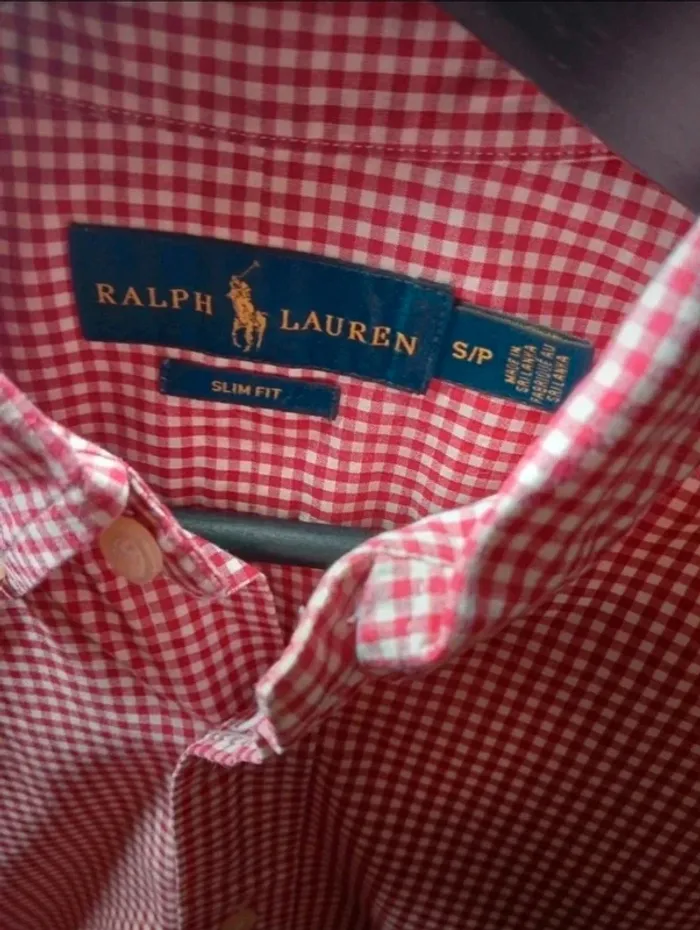 RALPH LAUREN
S/P
MADE IN
SRI LANKA
FABRIQUÉ AU
SRI LANKA
SLIM FIT